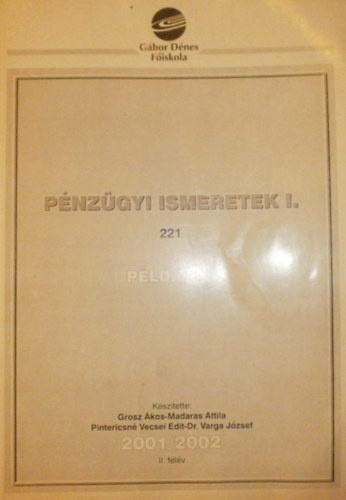 Gábor Dénes
Főiskola
PÉNZÜGYI ISMERETEK I.
221
Készítette:
Grosz Ákos-Madaras Attila
Pintericsné Vecsei Edit-Dr. Varga József
2001 2002
II. félév